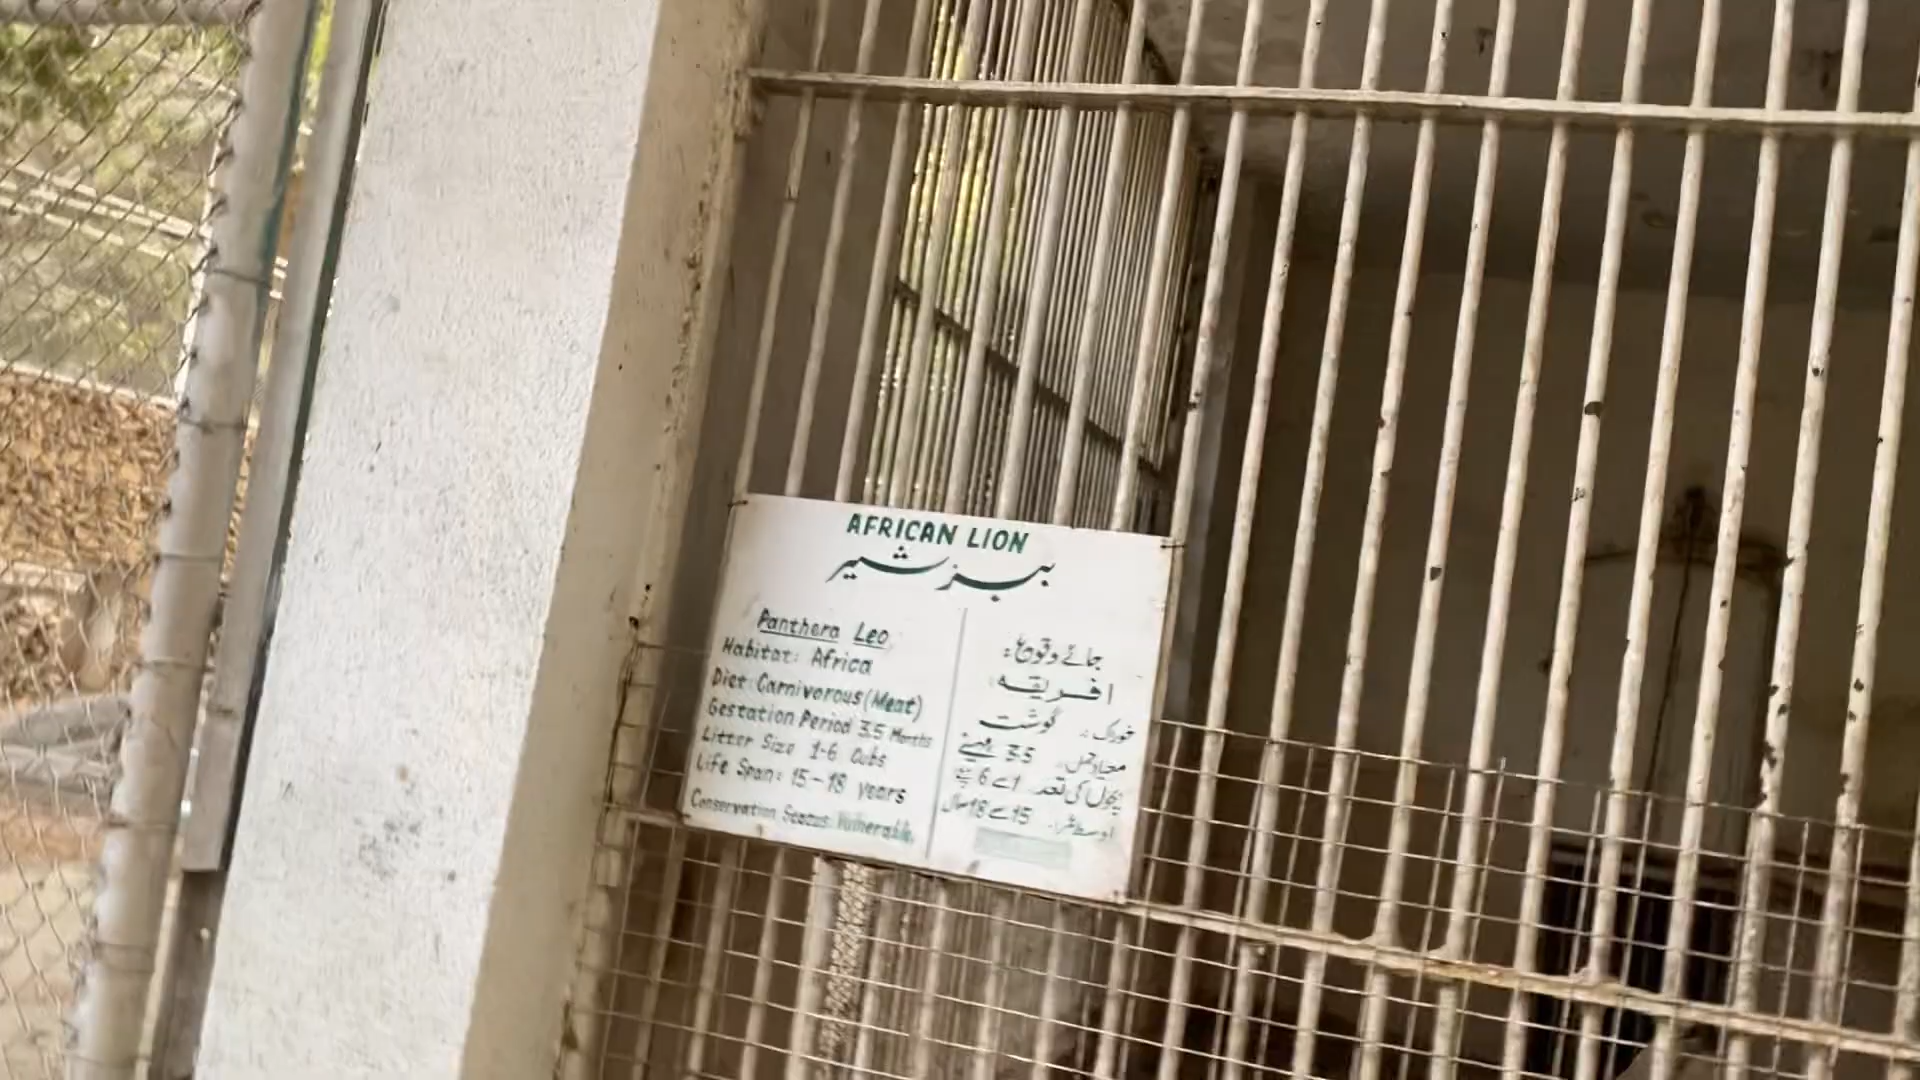 AFRICAN LION
ببر شیر
Panthera Leo
Habitat: Africa
Diet: Carnivorous (Meat)
Gestation Period 3.5 Months
Litter Size 1-6 Cubs
Life Span: 15-18 years
Conservation Status: Vulnerable.
جائے وقوع:
افریقہ
خوراک: گوشت
معیاد حمل: 3.5 مہینے
بچوں کی تعداد 1 سے 6
اوسط عمر: 15 سے 18 سال